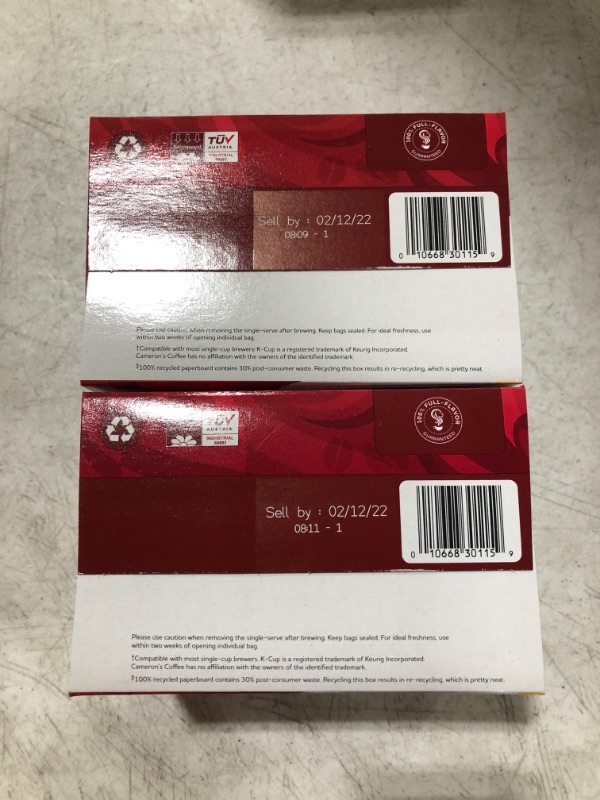 TÜV
AUSTRIA
INDUSTRIAL
100% FULL-FLAVOR
GUARANTEED
Sell by : 02/12/22
08:09 - 1
0 10668 30115 9
Please use caution when removing the single-serve after brewing. Keep bags sealed. For ideal freshness, use
within two weeks of opening individual bag.
†Compatible with most single-cup brewers. K-Cup is a registered trademark of Keurig Incorporated.
Cameron's Coffee has no affiliation with the owners of the identified trademark.
‡100% recycled paperboard contains 30% post-consumer waste. Recycling this box results in re-recycling, which is pretty neat.
TÜV
AUSTRIA
INDUSTRIAL
100% FULL-FLAVOR
GUARANTEED
Sell by : 02/12/22
08:11 - 1
0 10668 30115 9
Please use caution when removing the single-serve after brewing. Keep bags sealed. For ideal freshness, use
within two weeks of opening individual bag.
†Compatible with most single-cup brewers. K-Cup is a registered trademark of Keurig Incorporated.
Cameron's Coffee has no affiliation with the owners of the identified trademark.
‡100% recycled paperboard contains 30% post-consumer waste. Recycling this box results in re-recycling, which is pretty neat.